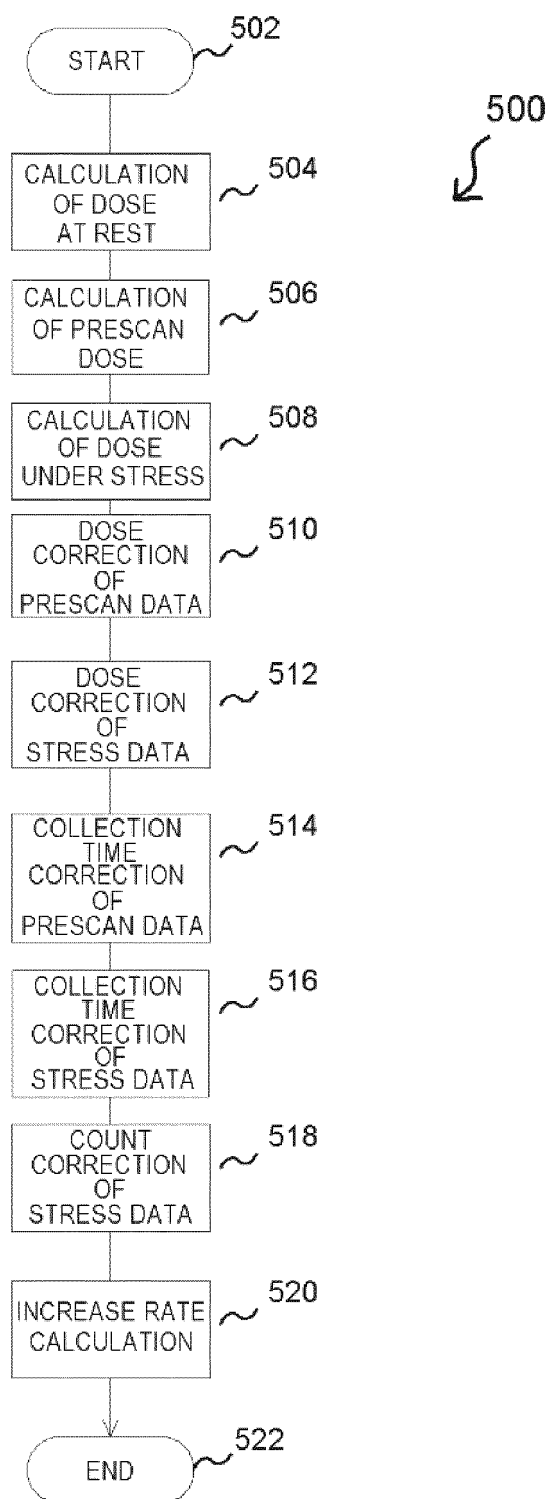 502
START
500
504
CALCULATION
OF DOSE
AT REST
506
CALCULATION
OF PRESCAN
DOSE
508
CALCULATION
OF DOSE
UNDER STRESS
510
DOSE
CORRECTION
OF
PRESCAN DATA
512
DOSE
CORRECTION
OF
STRESS DATA
514
COLLECTION
TIME
CORRECTION
OF
PRESCAN DATA
516
COLLECTION
TIME
CORRECTION
OF
STRESS DATA
518
COUNT
CORRECTION
OF
STRESS DATA
520
INCREASE RATE
CALCULATION
522
END